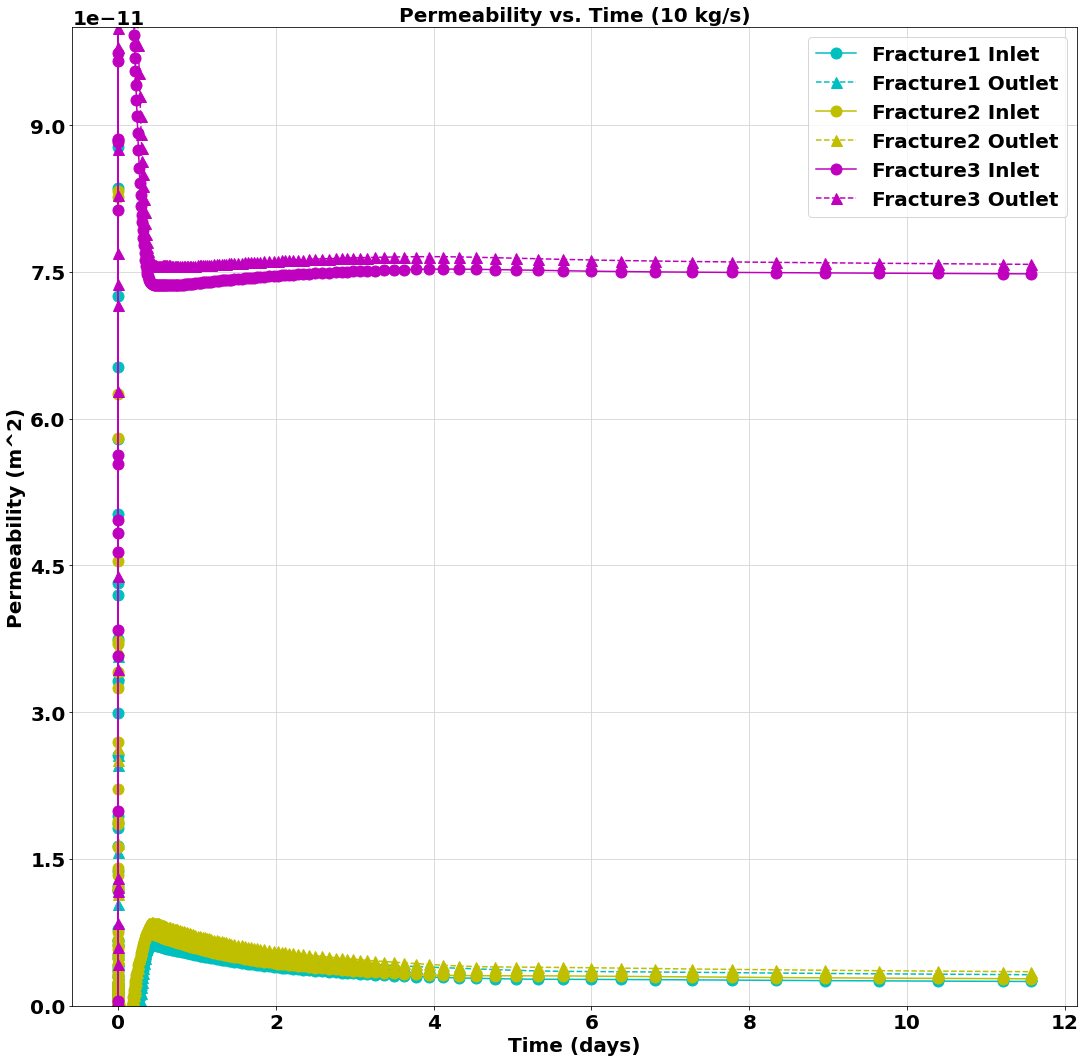 Permeability vs. Time (10 kg/s)
1e−11
Fracture1 Inlet
Fracture1 Outlet
Fracture2 Inlet
Fracture2 Outlet
Fracture3 Inlet
Fracture3 Outlet
9.0
7.5
6.0
4.5
3.0
1.5
0.0
Permeability (m^2)
0 2 4 6 8 10 12
Time (days)